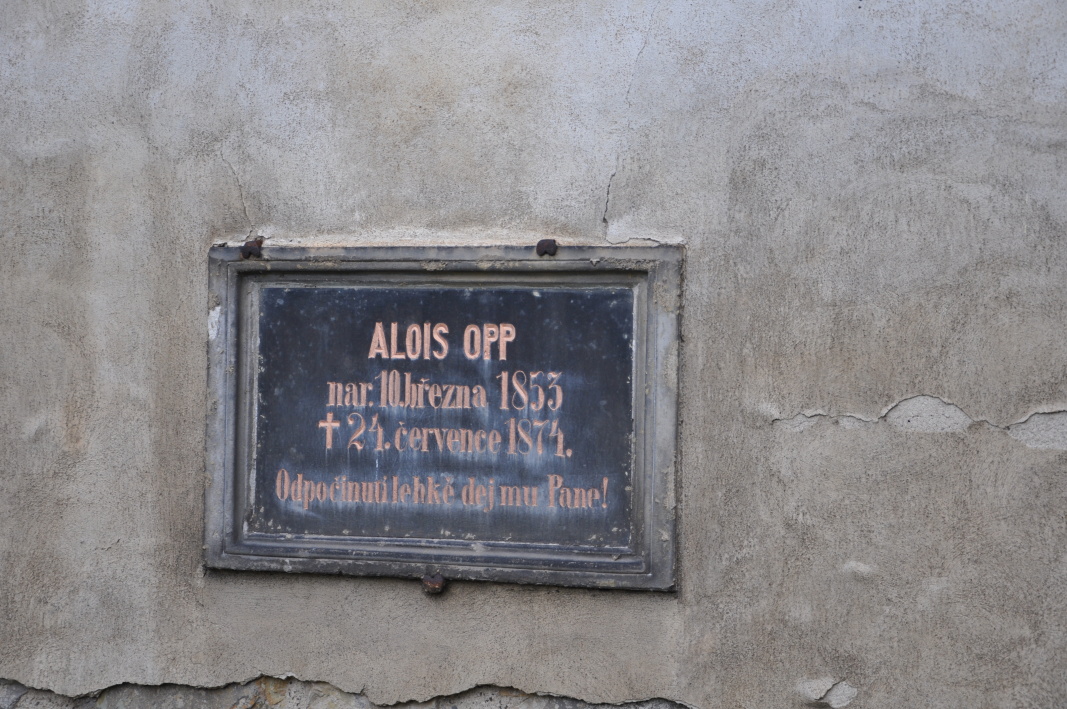 ALOIS OPP
nar. 10. března 1853
† 24. července 1874.
Odpočinutí lehké dej mu Pane!